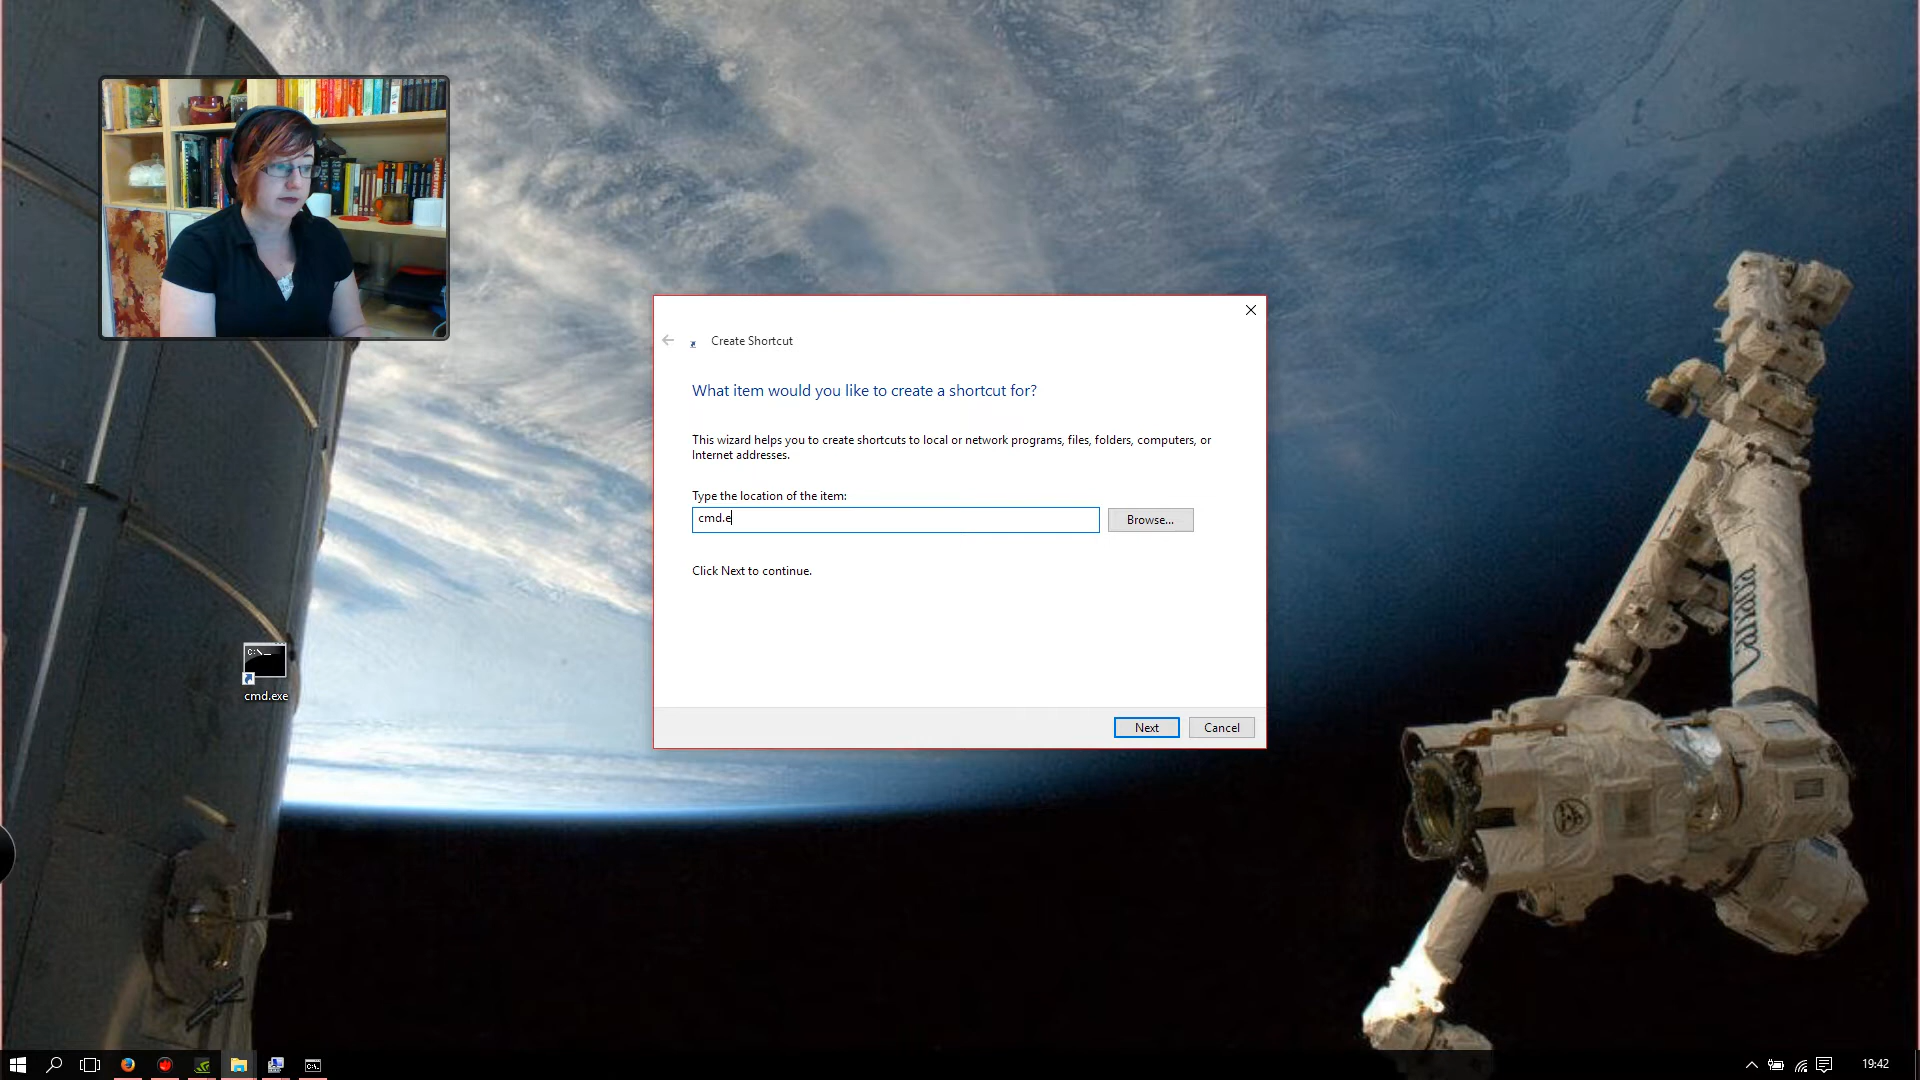 Create Shortcut
What item would you like to create a shortcut for?
This wizard helps you to create shortcuts to local or network programs, files, folders, computers, or
Internet addresses.
Type the location of the item:
cmd.e
Browse...
Click Next to continue.
Next
Cancel
C:\_
cmd.exe
Canada
19:42